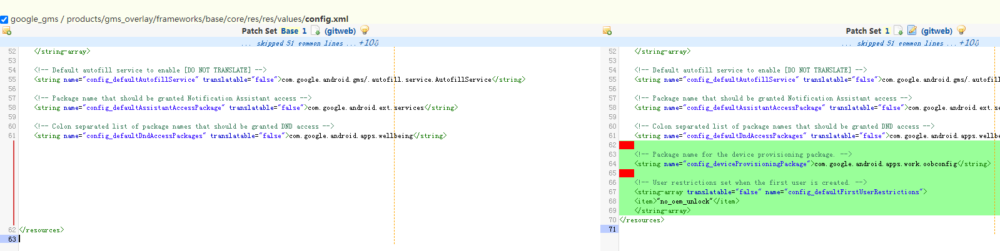 google_gms / products/gms_overlay/frameworks/base/core/res/res/values/config.xml
Patch Set Base 1 (gitweb)
... skipped 51 common lines ... +10⇩
52 </string-array>
53
54 <!-- Default autofill service to enable [DO NOT TRANSLATE] -->
55 <string name="config_defaultAutofillService" translatable="false">com.google.android.gms/.autofill.service.AutofillService</string>
56
57 <!-- Package name that should be granted Notification Assistant access -->
58 <string name="config_defaultAssistantAccessPackage" translatable="false">com.google.android.ext.services</string>
59
60 <!-- Colon separated list of package names that should be granted DND access -->
61 <string name="config_defaultDndAccessPackages" translatable="false">com.google.android.apps.wellbeing</string>
62 </resources>
63
Patch Set 1 (gitweb)
... skipped 51 common lines ... +10⇩
52 </string-array>
53
54 <!-- Default autofill service to enable [DO NOT TRANSLATE] -->
55 <string name="config_defaultAutofillService" translatable="false">com.google.android.gms/.autofill
56
57 <!-- Package name that should be granted Notification Assistant access -->
58 <string name="config_defaultAssistantAccessPackage" translatable="false">com.google.android.ext.se
59
60 <!-- Colon separated list of package names that should be granted DND access -->
61 <string name="config_defaultDndAccessPackages" translatable="false">com.google.android.apps.wellbe
62
63 <!-- Package name for the device provisioning package. -->
64 <string name="config_deviceProvisioningPackage">com.google.android.apps.work.oobconfig</string>
65
66 <!-- User restrictions set when the first user is created. -->
67 <string-array translatable="false" name="config_defaultFirstUserRestrictions">
68 <item>"no_oem_unlock"</item>
69 </string-array>
70 </resources>
71